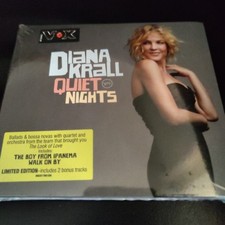 VOX
DIANA
KRALL
QUIET
NIGHTS
Ballads & bossa novas with quartet and
orchestra from the team that brought you
The Look of Love
Includes
THE BOY FROM IPANEMA
WALK ON BY
LIMITED EDITION–includes 2 bonus tracks